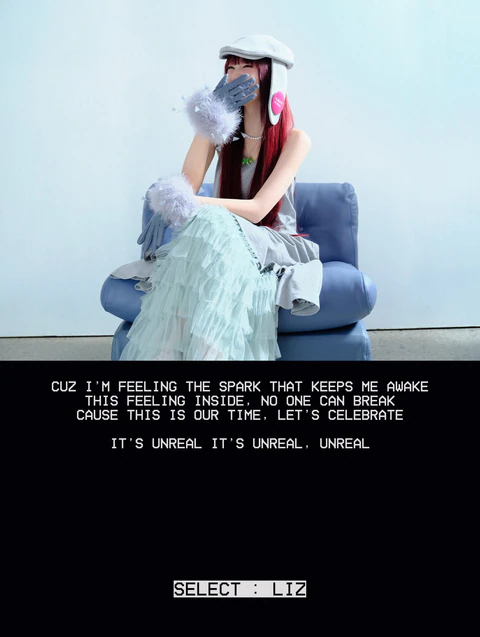 CUZ I'M FEELING THE SPARK THAT KEEPS ME AWAKE
THIS FEELING INSIDE, NO ONE CAN BREAK
CAUSE THIS IS OUR TIME, LET'S CELEBRATE
IT'S UNREAL IT'S UNREAL, UNREAL
SELECT : LIZ